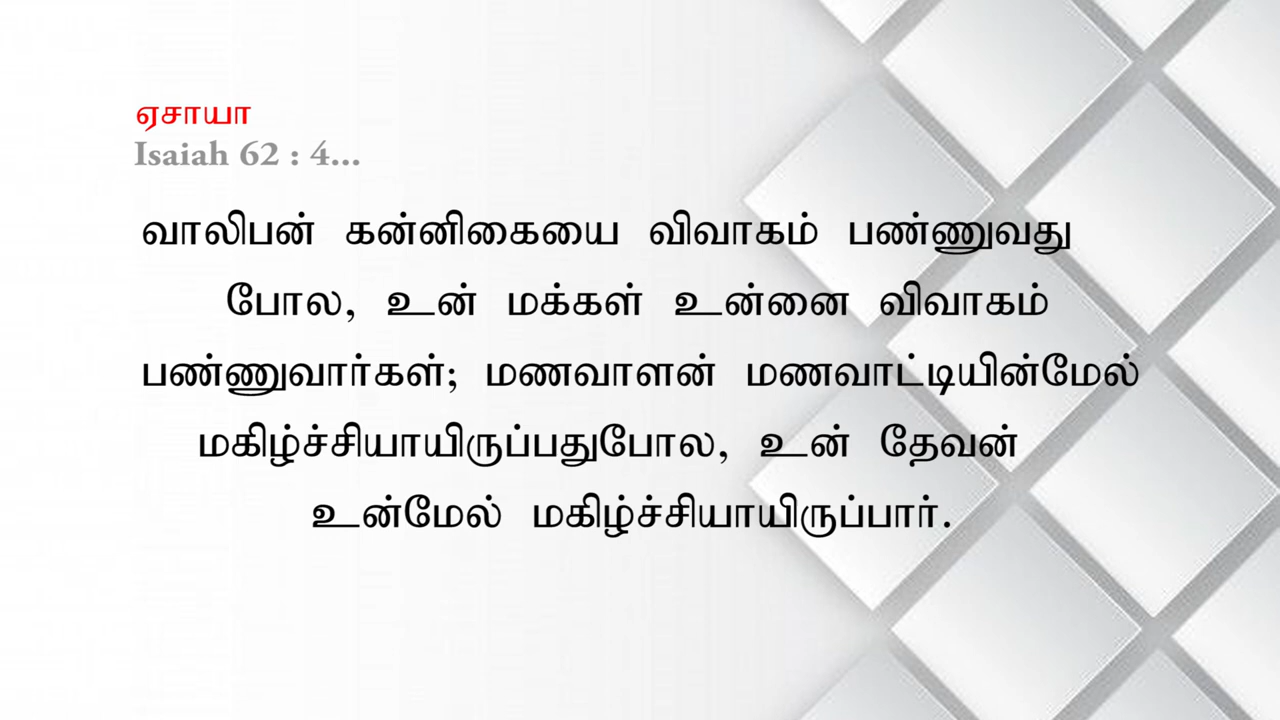 ஏசாயா
Isaiah 62 : 4...
வாலிபன் கன்னிகையை விவாகம் பண்ணுவது
போல, உன் மக்கள் உன்னை விவாகம்
பண்ணுவார்கள்; மணவாளன் மணவாட்டியின்மேல்
மகிழ்ச்சியாயிருப்பதுபோல, உன் தேவன்
உன்மேல் மகிழ்ச்சியாயிருப்பார்.